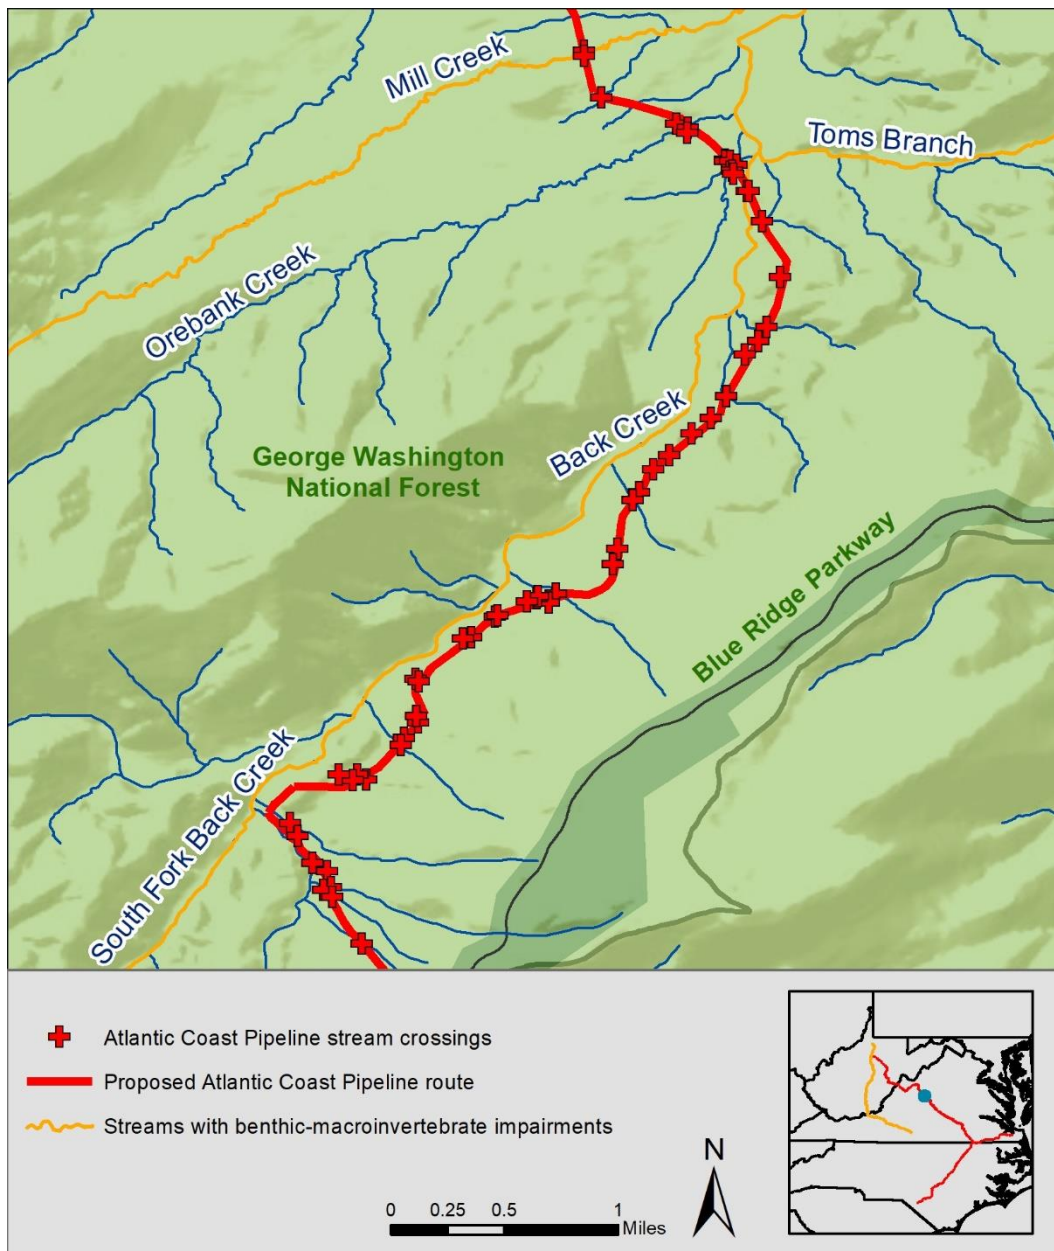 Mill Creek
Toms Branch
Orebank Creek
Back Creek
George Washington
National Forest
Blue Ridge Parkway
South Fork Back Creek
Atlantic Coast Pipeline stream crossings
Proposed Atlantic Coast Pipeline route
Streams with benthic-macroinvertebrate impairments
N
0 0.25 0.5 1
Miles